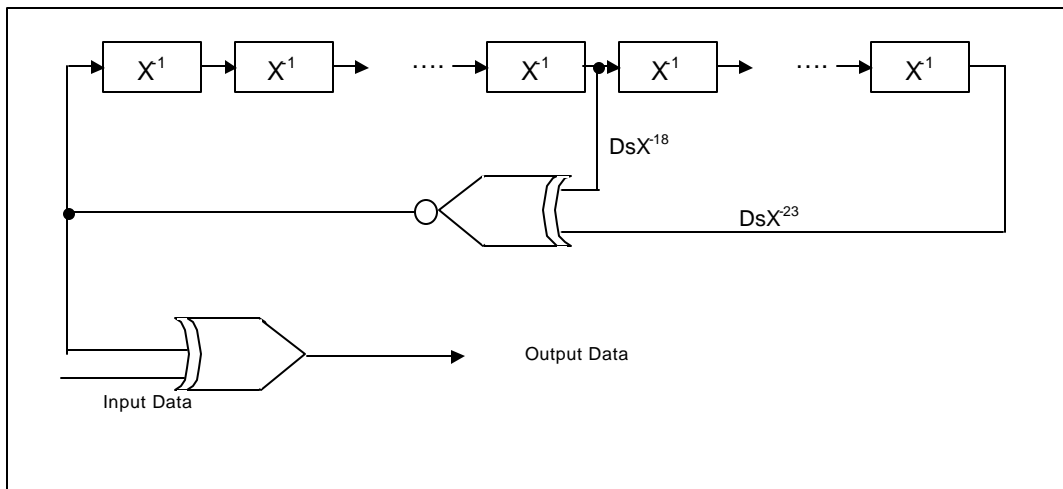 X⁻¹ X⁻¹ .... X⁻¹ X⁻¹ .... X⁻¹
DsX⁻¹⁸
DsX⁻²³
Output Data
Input Data